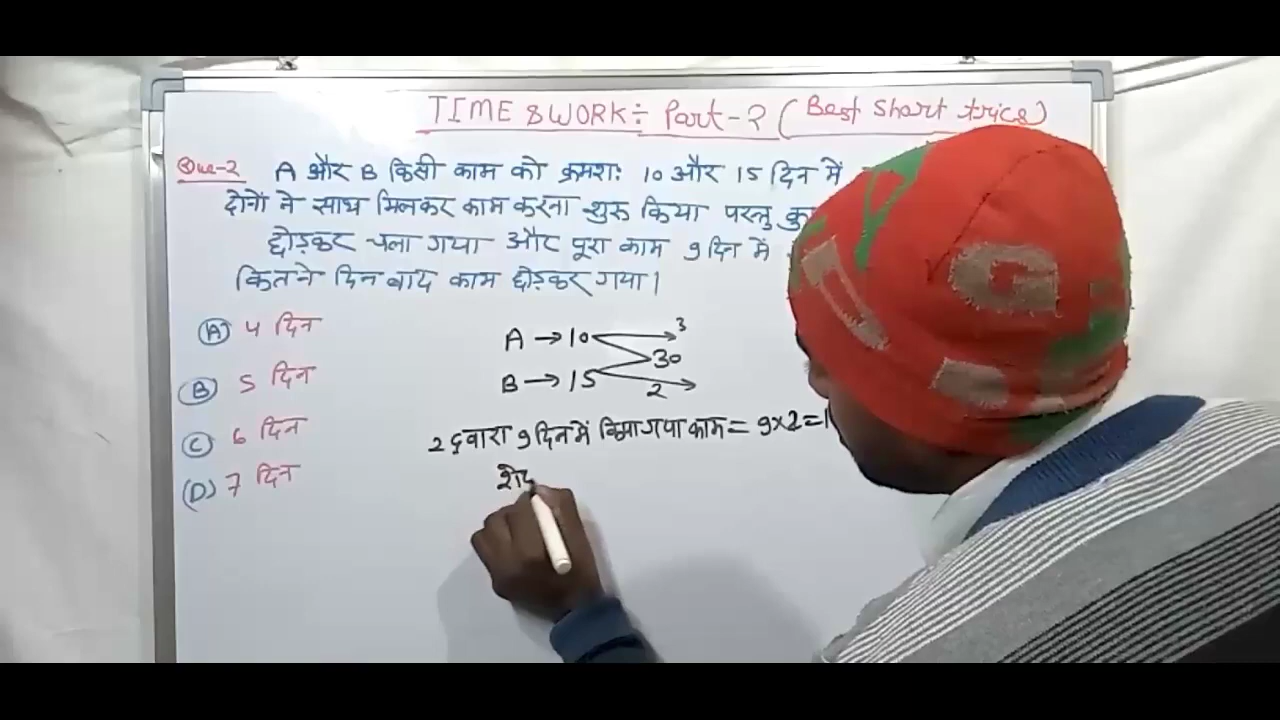 TIME & WORK ÷ Part-2 (Best Short trics)
Que-2 A और B किसी काम को क्रमशः 10 और 15 दिन में
दोनों ने साथ मिलकर काम करना शुरु किया परन्तु
छोड़कर चला गया और पूरा काम 9 दिन में
कितने दिन बाद काम छोड़कर गया।
(A) 4 दिन
(B) 5 दिन
(C) 6 दिन
(D) 7 दिन
A → 10 3
30
B → 15 2
2 द्वारा 9 दिन में किया गया काम = 9×2=1
G